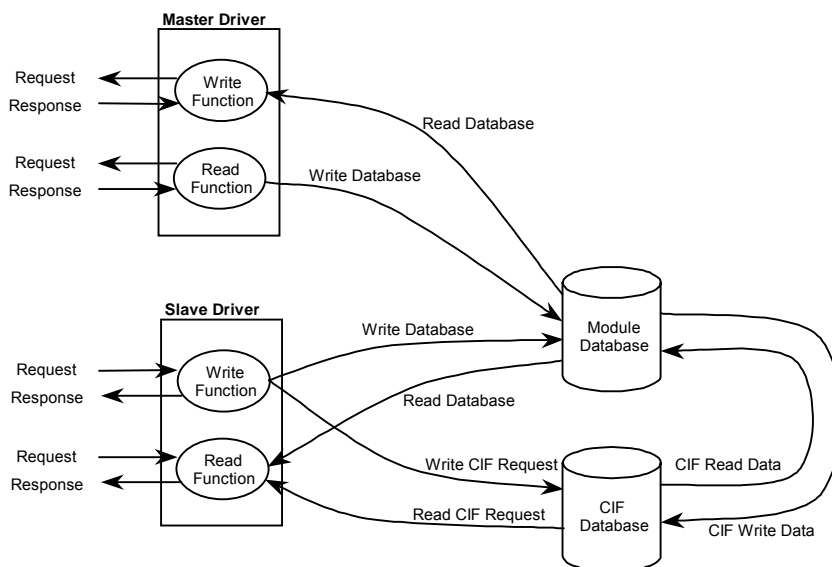 Master Driver
Request
Response
Write
Function
Request
Response
Read
Function
Read Database
Write Database
Slave Driver
Request
Response
Write
Function
Request
Response
Read
Function
Write Database
Read Database
Write CIF Request
Read CIF Request
Module
Database
CIF
Database
CIF Read Data
CIF Write Data